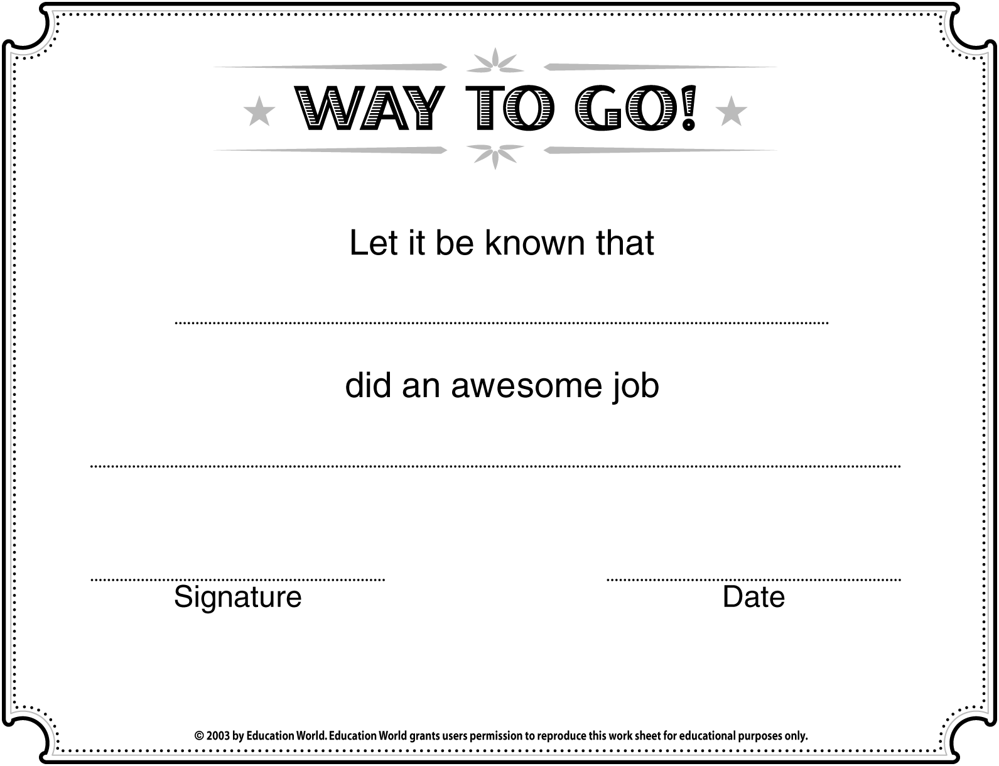 WAY TO GO!
Let it be known that
did an awesome job
Signature
Date
© 2003 by Education World. Education World grants users permission to reproduce this work sheet for educational purposes only.